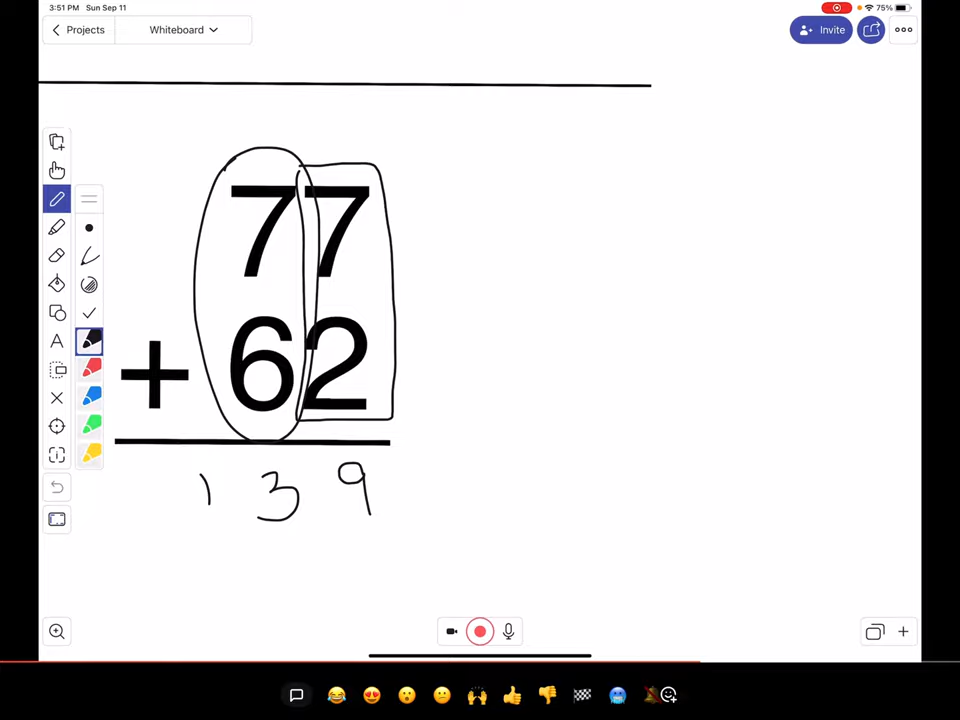 3:51 PM Sun Sep 11
75%
Projects
Whiteboard
Invite
77
+ 62
139
A